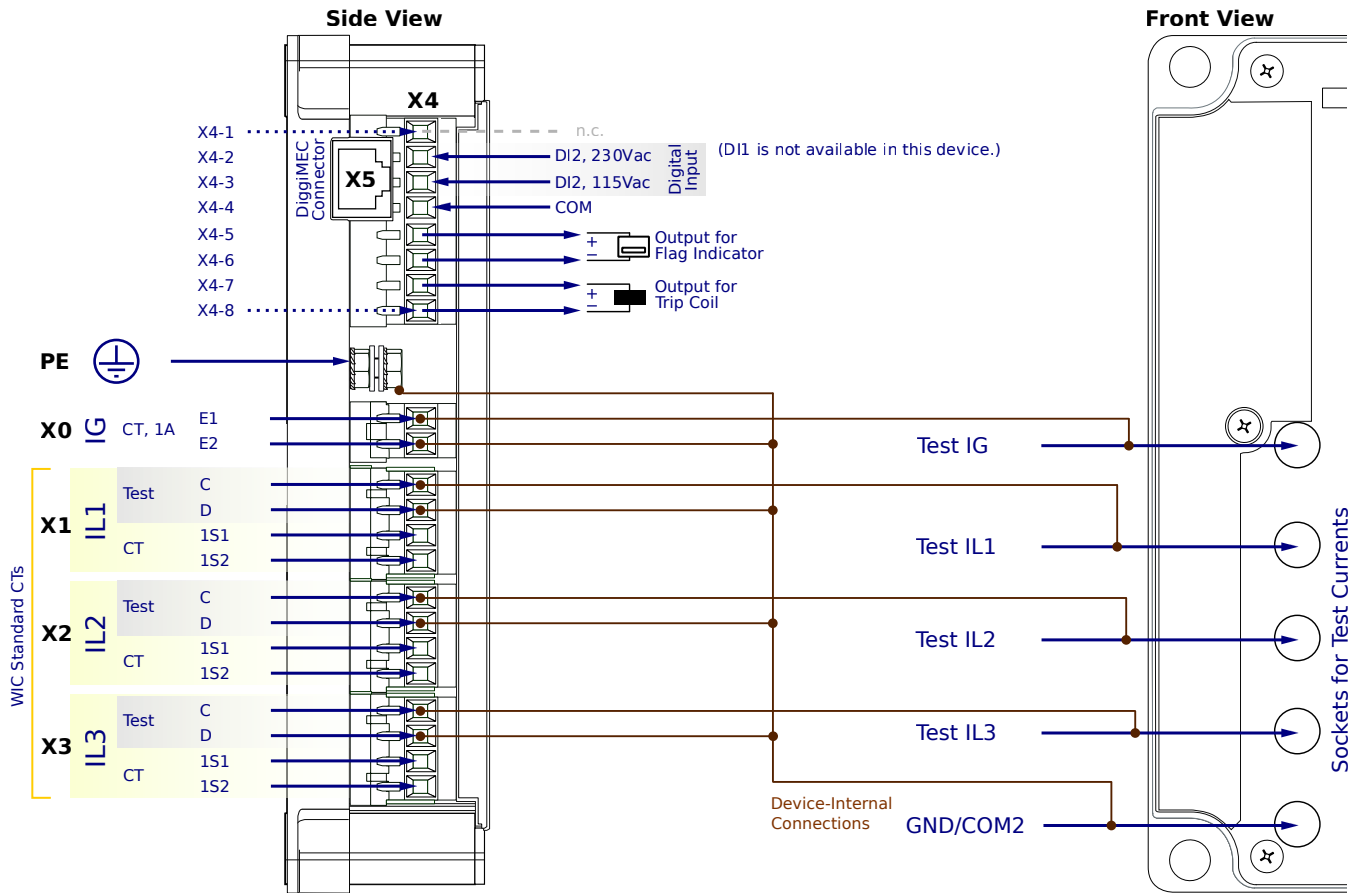 Side View
Front View
X4
X4-1
n.c.
X4-2
DI2, 230Vac
(DI1 is not available in this device.)
X4-3
DI2, 115Vac
Digital
Input
X4-4
COM
DiggiMEC
Connector
X5
X4-5
+
Output for
Flag Indicator
X4-6
−
X4-7
+
Output for
Trip Coil
X4-8
−
PE
X0
IG
CT, 1A
E1
E2
Test IG
WIC Standard CTs
X1
IL1
Test
C
D
CT
1S1
1S2
Test IL1
X2
IL2
Test
C
D
CT
1S1
1S2
Test IL2
X3
IL3
Test
C
D
CT
1S1
1S2
Test IL3
Device-Internal
Connections
GND/COM2
Sockets for Test Currents